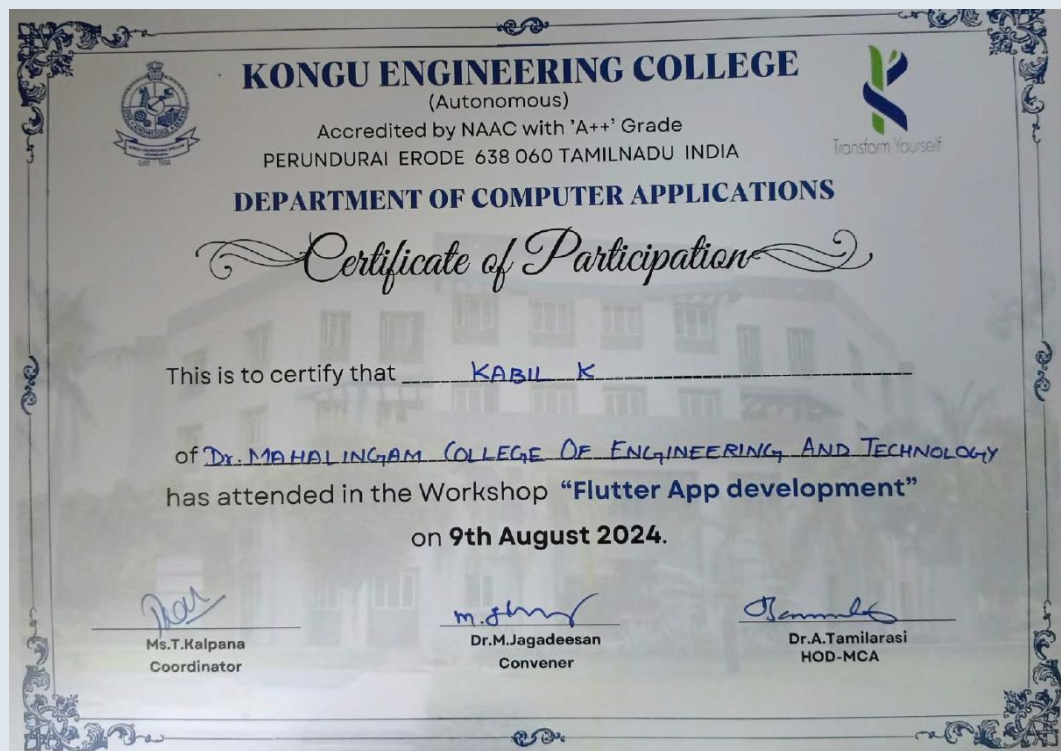 KONGU ENGINEERING COLLEGE
(Autonomous)
Accredited by NAAC with 'A++' Grade
PERUNDURAI ERODE 638 060 TAMILNADU INDIA
Transform Yourself
DEPARTMENT OF COMPUTER APPLICATIONS
Certificate of Participation
This is to certify that KABIL K
of Dr. MAHALINGAM COLLEGE OF ENGINEERING AND TECHNOLOGY
has attended in the Workshop “Flutter App development”
on 9th August 2024.
Ms.T.Kalpana
Coordinator
Dr.M.Jagadeesan
Convener
Dr.A.Tamilarasi
HOD-MCA